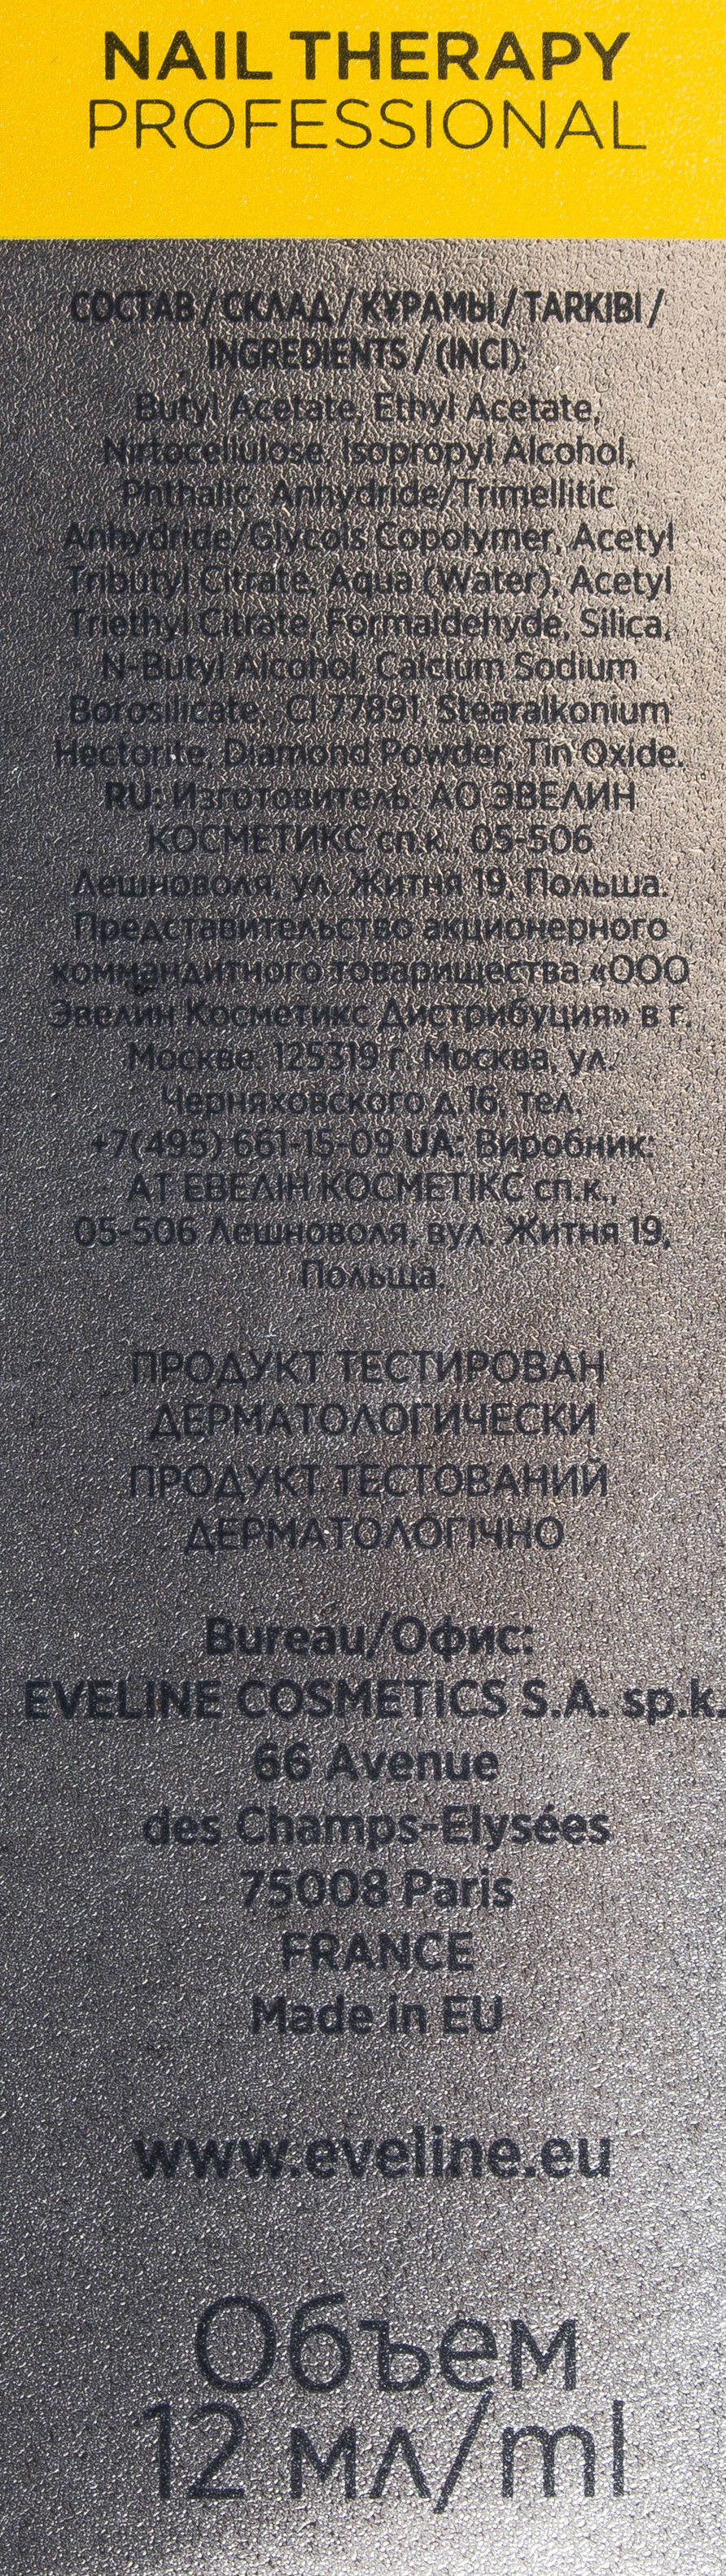 NAIL THERAPY
PROFESSIONAL
СОСТАВ / СКЛАД / ҚҰРАМЫ / TARKIBI /
INGREDIENTS / (INCI):
Butyl Acetate, Ethyl Acetate,
Nirtocellulose, Isopropyl Alcohol,
Phthalic Anhydride/Trimellitic
Anhydride/Glycols Copolymer, Acetyl
Tributyl Citrate, Aqua (Water), Acetyl
Triethyl Citrate, Formaldehyde, Silica,
N-Butyl Alcohol, Calcium Sodium
Borosilicate, CI 77891, Stearalkonium
Hectorite, Diamond Powder, Tin Oxide.
RU: Изготовитель: АО ЭВЕЛИН
КОСМЕТИКС сп.к., 05-506
Лешноволя, ул. Житня 19, Польша.
Представительство акционерного
коммандитного товарищества «ООО
Эвелин Косметикс Дистрибуция» в г.
Москве: 125319 г. Москва, ул.
Черняховского д.16, тел.
+7(495) 661-15-09 UA: Виробник:
АТ ЕВЕЛІН КОСМЕТІКС сп.к.,
05-506 Лешноволя, вул. Житня 19,
Польща.
ПРОДУКТ ТЕСТИРОВАН
ДЕРМАТОЛОГИЧЕСКИ
ПРОДУКТ ТЕСТОВАНИЙ
ДЕРМАТОЛОГІЧНО
Bureau/Офис:
EVELINE COSMETICS S.A. sp.k.
66 Avenue
des Champs-Elysées
75008 Paris
FRANCE
Made in EU
www.eveline.eu
Объем
12 мл/ml